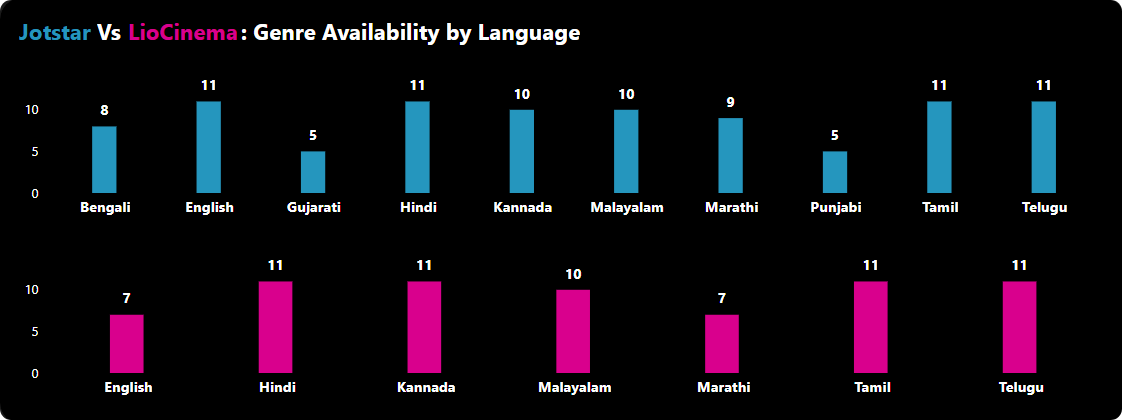 Jotstar Vs LioCinema: Genre Availability by Language
8 11 5 11 10 10 9 5 11 11
10
5
0
Bengali English Gujarati Hindi Kannada Malayalam Marathi Punjabi Tamil Telugu
7 11 11 10 7 11 11
10
5
0
English Hindi Kannada Malayalam Marathi Tamil Telugu